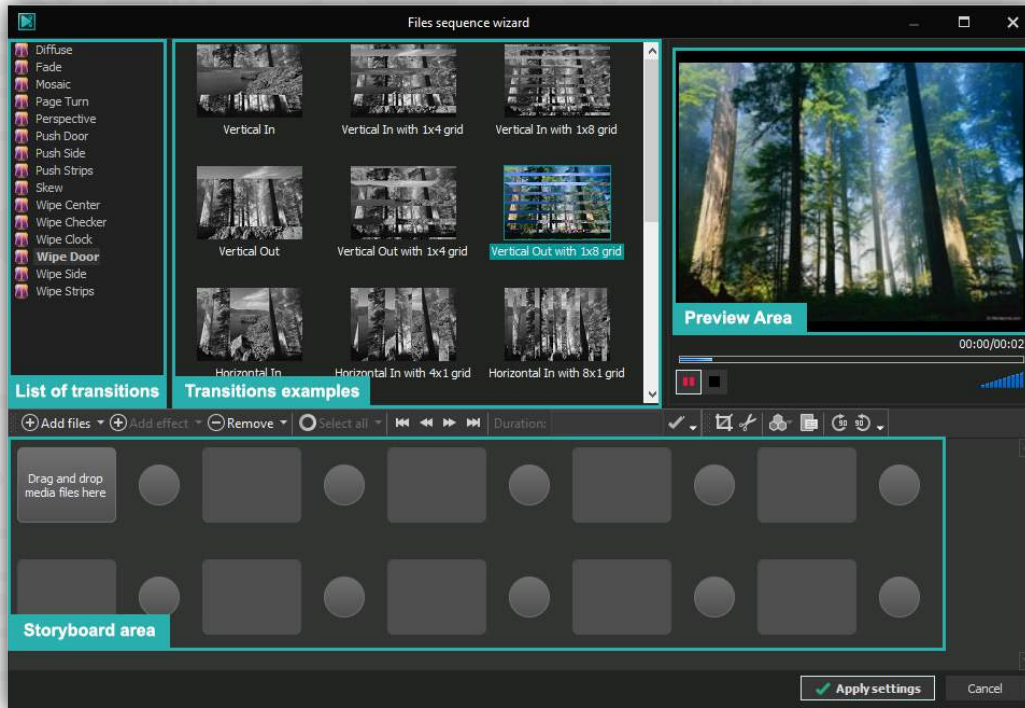 Files sequence wizard
Diffuse
Fade
Mosaic
Page Turn
Perspective
Push Door
Push Side
Push Strips
Skew
Wipe Center
Wipe Checker
Wipe Clock
Wipe Door
Wipe Side
Wipe Strips
List of transitions
Vertical In
Vertical In with 1x4 grid
Vertical In with 1x8 grid
Vertical Out
Vertical Out with 1x4 grid
Vertical Out with 1x8 grid
Horizontal In
Horizontal In with 4x1 grid
Horizontal In with 8x1 grid
Transitions examples
Preview Area
00:00/00:02
Add files
Add effect
Remove
Select all
Duration:
90
90
Drag and drop
media files here
Storyboard area
Apply settings
Cancel